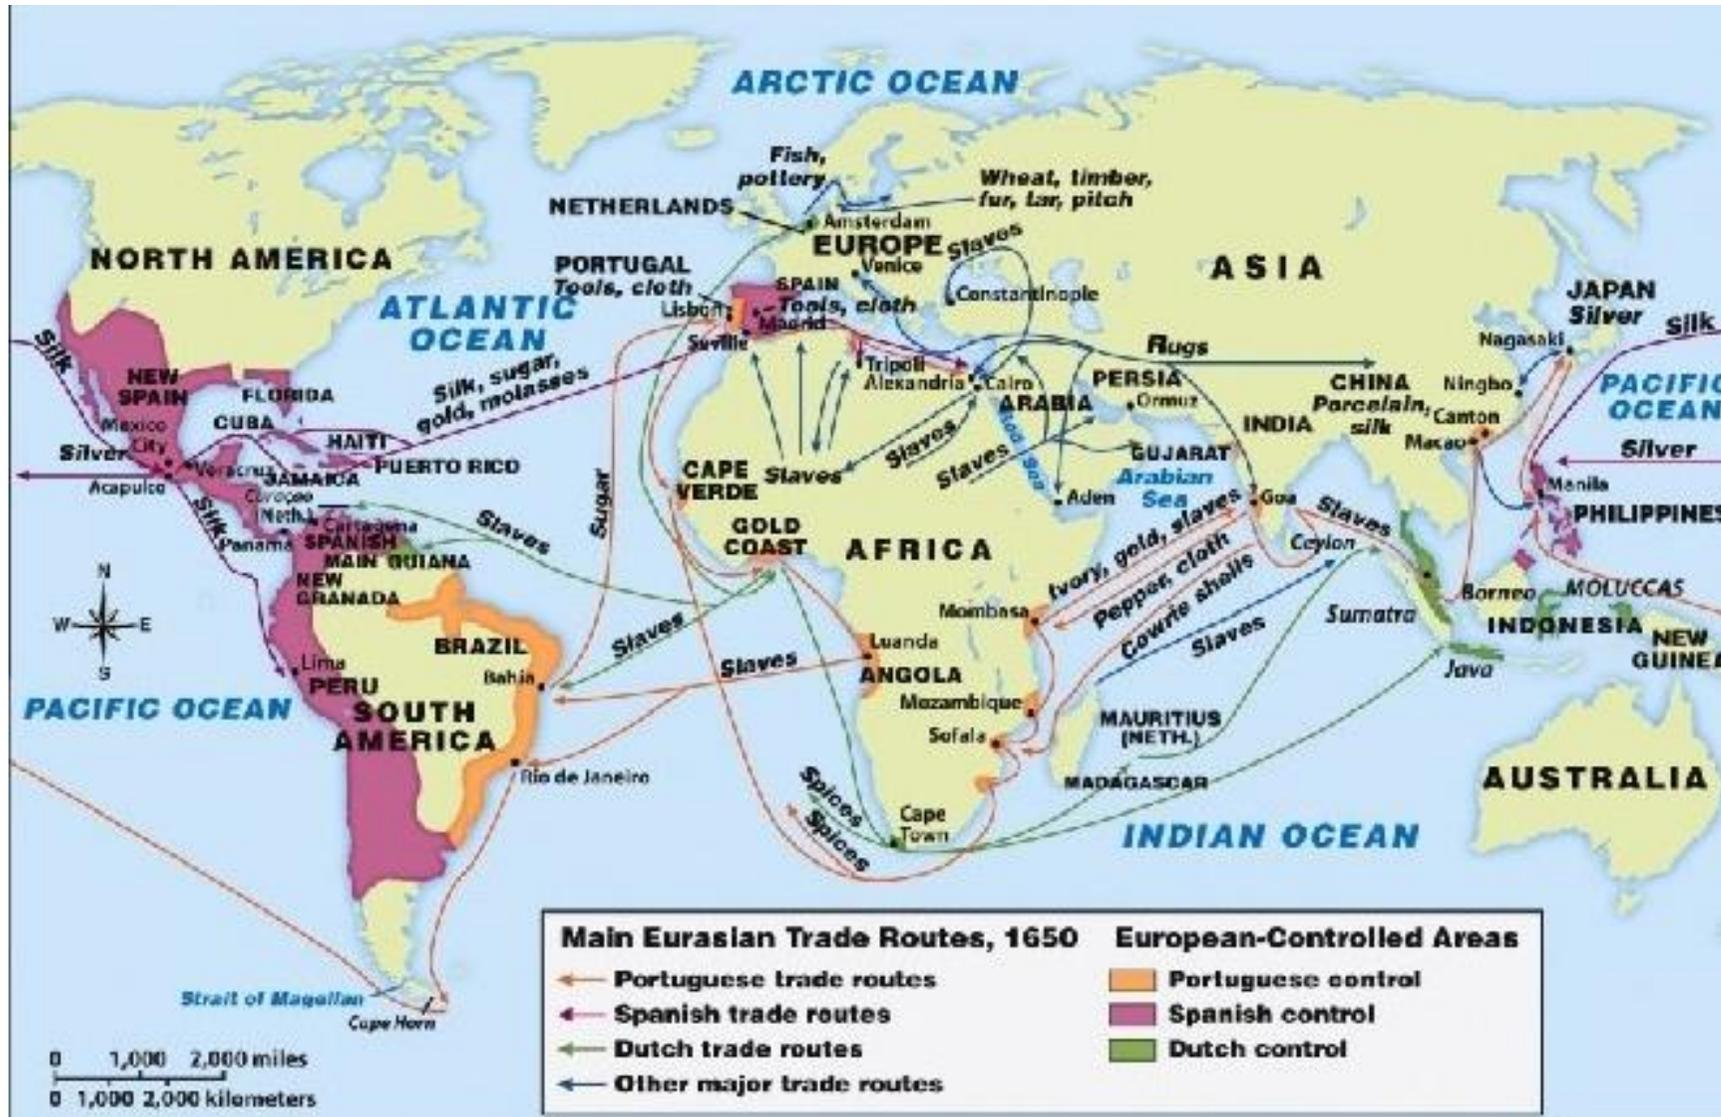 ARCTIC OCEAN
Fish,
pottery
Wheat, timber,
fur, tar, pitch
NETHERLANDS
Amsterdam
EUROPE
Slaves
Venice
NORTH AMERICA
ASIA
PORTUGAL
Tools, cloth
SPAIN
Tools, cloth
Constantinople
JAPAN
Silver
ATLANTIC
OCEAN
Lisbon
Madrid
Seville
Silk
Nagasaki
Silk
Rugs
Tripoli
Alexandria
Cairo
PERSIA
CHINA
Porcelain,
silk
Ningbo
PACIFIC
OCEAN
NEW
SPAIN
FLORIDA
Silk, sugar,
gold, molasses
ARABIA
Ormuz
INDIA
Canton
Macao
CUBA
Mexico
City
HAITI
Slaves
Silver
Veracruz
PUERTO RICO
JAMAICA
Acapulco
Red Sea
GUJARAT
Arabian
Sea
Silver
Slaves
Slaves
CAPE
VERDE
Manila
Curaçao
(Neth.)
Sugar
Aden
Goa
Slaves
PHILIPPINES
Silk
Cartagena
Slaves
GOLD
COAST
Panama
SPANISH
MAIN
GUIANA
AFRICA
Ivory, gold, slaves
Ceylon
NEW
GRANADA
Pepper, cloth
Borneo
MOLUCCAS
N
W
E
S
Mombasa
Cowrie shells
Sumatra
INDONESIA
BRAZIL
Slaves
Luanda
Slaves
NEW
GUINEA
Lima
PERU
Bahia
Slaves
ANGOLA
Java
PACIFIC OCEAN
SOUTH
AMERICA
Mozambique
MAURITIUS
(NETH.)
Sofala
Rio de Janeiro
MADAGASCAR
AUSTRALIA
Spices
Spices
Cape
Town
INDIAN OCEAN
Strait of Magellan
Cape Horn
0 1,000 2,000 miles
0 1,000 2,000 kilometers
Main Eurasian Trade Routes, 1650
Portuguese trade routes
Spanish trade routes
Dutch trade routes
Other major trade routes
European-Controlled Areas
Portuguese control
Spanish control
Dutch control